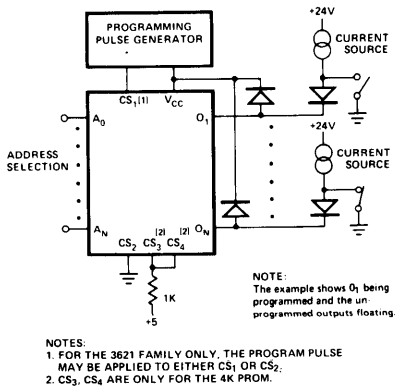 PROGRAMMING
PULSE GENERATOR
+24V
CURRENT
SOURCE
CS1(1)
VCC
A0
O1
ADDRESS
SELECTION
+24V
CURRENT
SOURCE
AN
ON
CS2
CS3
(2)
CS4
(2)
1K
+5
NOTE:
The example shows O1 being
programmed and the un-
programmed outputs floating.
NOTES:
1. FOR THE 3621 FAMILY ONLY, THE PROGRAM PULSE
MAY BE APPLIED TO EITHER C̅S̅1 OR C̅S̅2.
2. CS3, CS4 ARE ONLY FOR THE 4K PROM.